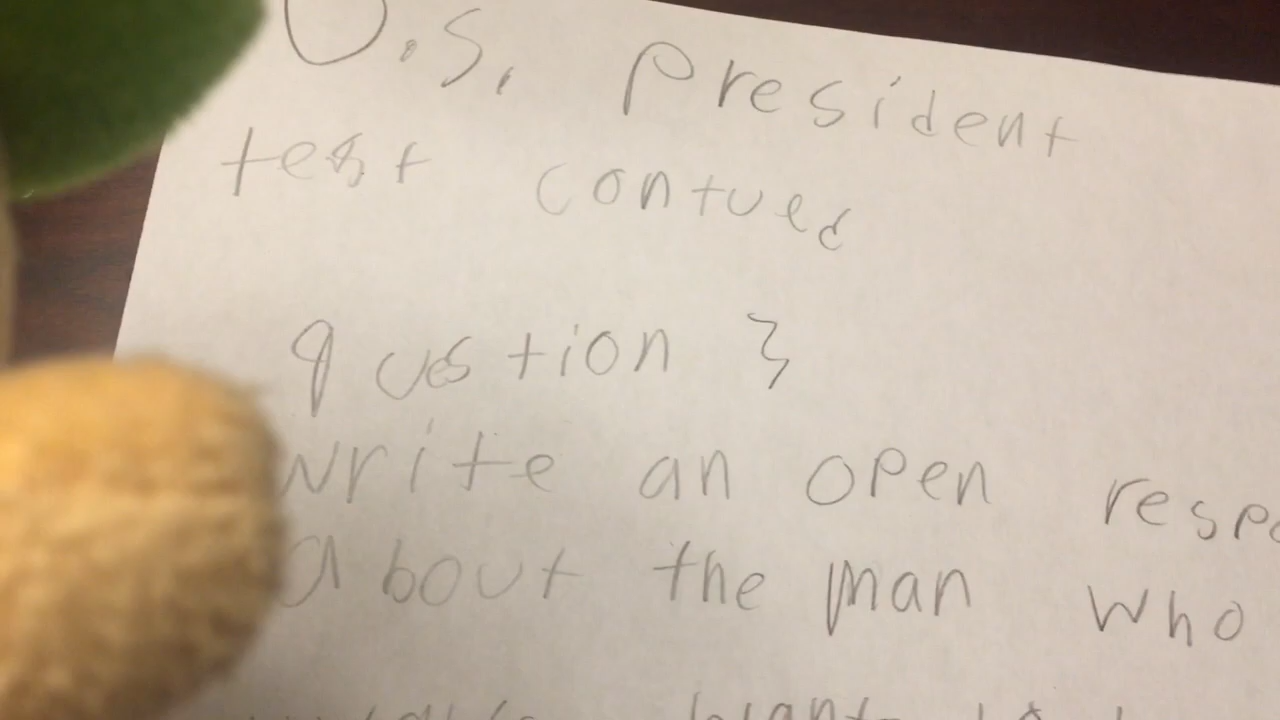 U.S. president
test contued
question 3
write an open
about the man who